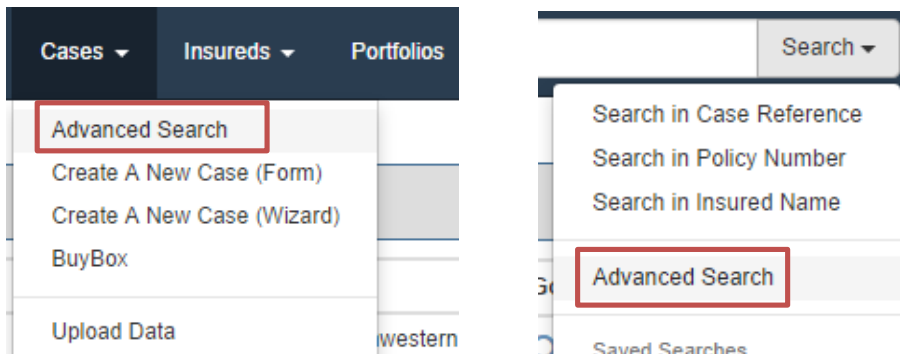 Cases Insureds Portfolios
Advanced Search
Create A New Case (Form)
Create A New Case (Wizard)
BuyBox
Upload Data
western
Search
Search in Case Reference
Search in Policy Number
Search in Insured Name
Advanced Search
Saved Searches